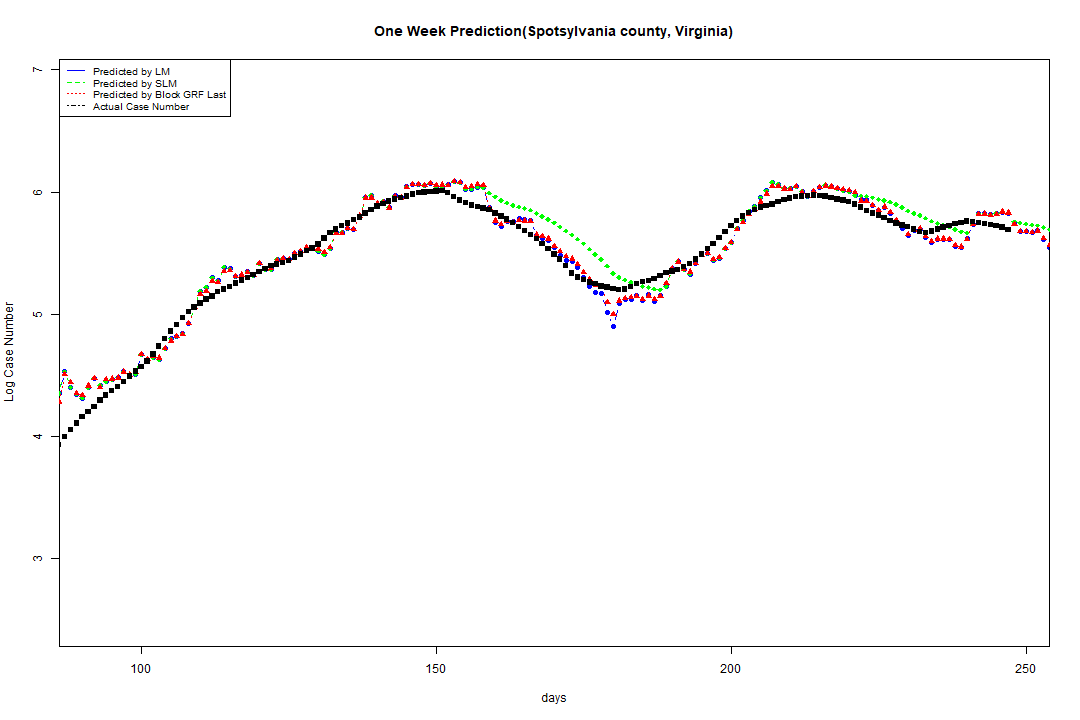 One Week Prediction(Spotsylvania county, Virginia)
Predicted by LM
Predicted by SLM
Predicted by Block GRF Last
Actual Case Number
7
6
5
4
3
Log Case Number
100 150 200 250
days